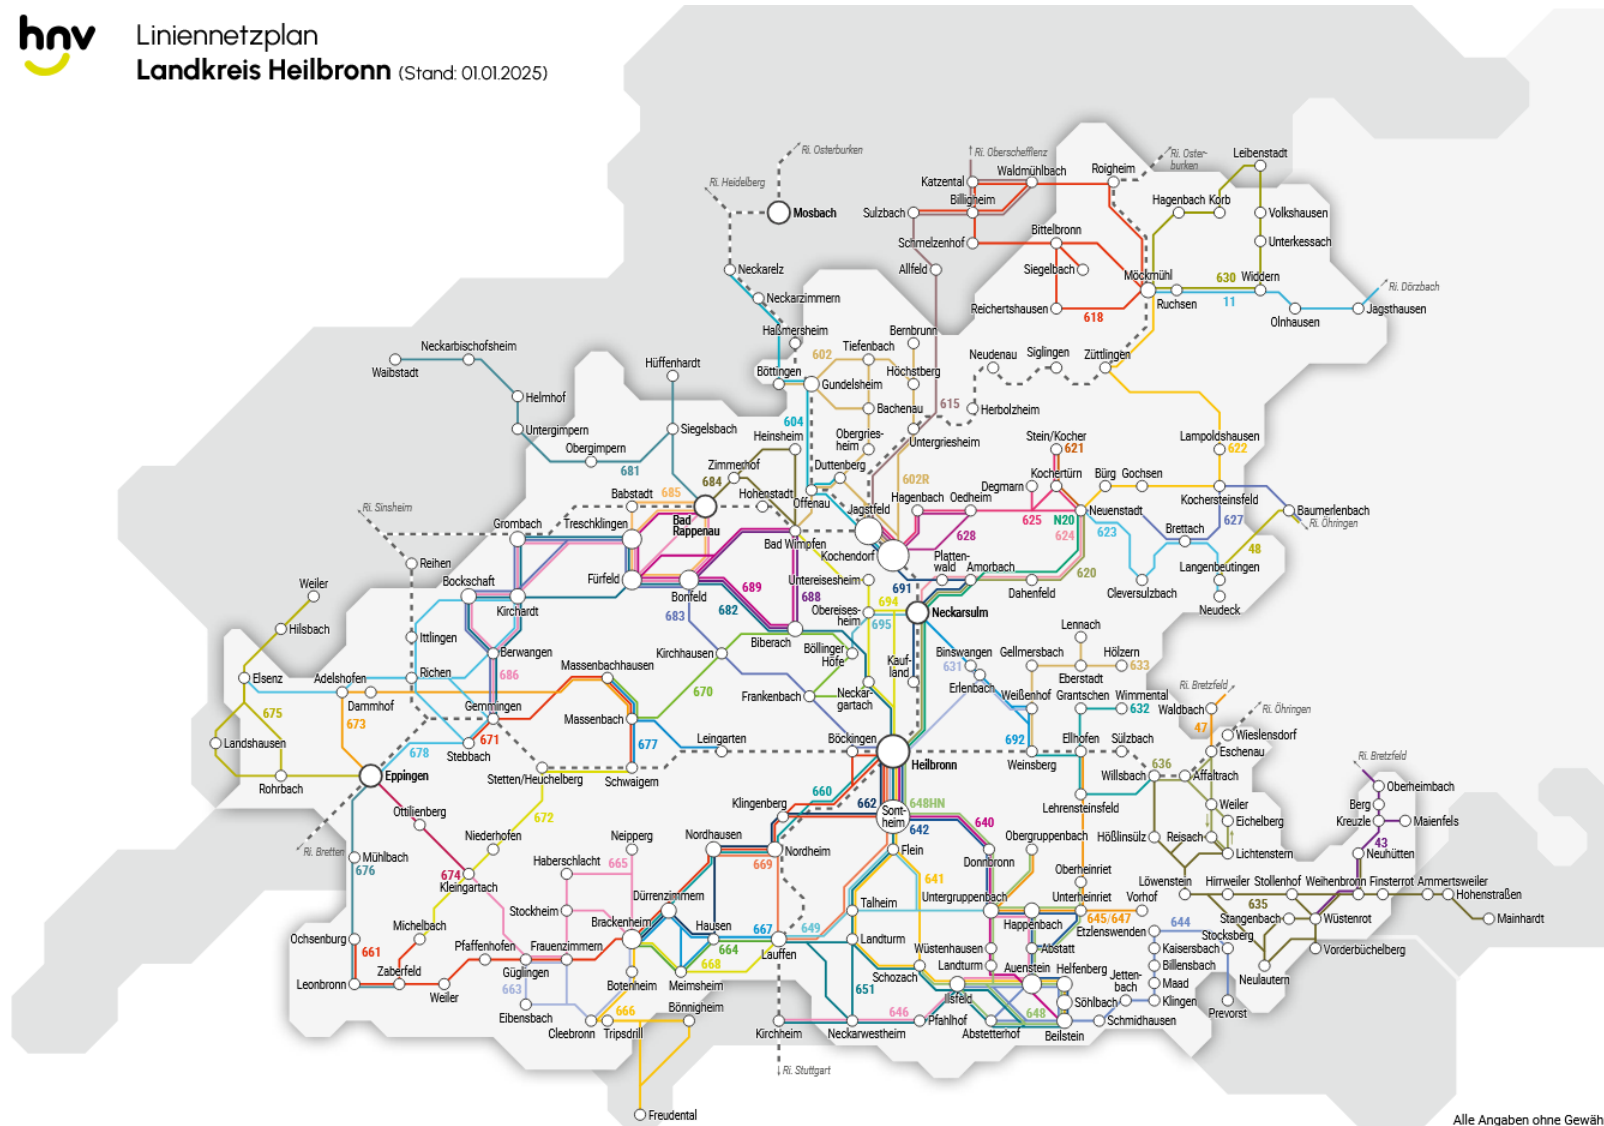 hnv
Liniennetzplan
Landkreis Heilbronn (Stand: 01.01.2025)
Ri. Osterburken
Ri. Heidelberg
Mosbach
Neckarelz
Neckarzimmern
Haßmersheim
Böttingen
Ri. Oberschefflenz
Katzental
Waldmühlbach
Billigheim
Sulzbach
Schmelzenhof
Allfeld
Roigheim
Ri. Oster-
burken
Leibenstadt
Hagenbach
Korb
Volkshausen
Unterkessach
Bittelbronn
Siegelbach
Möckmühl
Reichertshausen
618
Ruchsen
630
11
Widdern
Olnhausen
Jagsthausen
Ri. Dörzbach
Neckarbischofsheim
Waibstadt
Helmhof
Untergimpern
Obergimpern
681
Hüffenhardt
Siegelsbach
602
Tiefenbach
Bernbrunn
Gundelsheim
Höchstberg
Bachenau
604
Obergries-
heim
Untergriesheim
615
Neudenau
Siglingen
Züttlingen
Herbolzheim
Heinsheim
Zimmerhof
684
Duttenberg
602R
Offenau
Hohenstadt
Jagstfeld
Hagenbach
Oedheim
Degmarn
Stein/Kocher
621
Kochertürn
625
N20
624
Neuenstadt
Bürg
Gochsen
Lampoldshausen
622
Kochersteinsfeld
627
Baumerlenbach
Ri. Öhringen
48
Brettach
623
Langenbeutingen
Cleversulzbach
Neudeck
Ri. Sinsheim
Reihen
Grombach
Babstadt
685
Treschklingen
Bad
Rappenau
Bad Wimpfen
Kochendorf
628
Platten-
wald
Amorbach
620
Dahenfeld
691
Neckarsulm
Bockschaft
Kirchardt
Fürfeld
Bonfeld
689
688
682
683
Untereisesheim
Obereises-
heim
694
695
Biberach
Böllinger
Höfe
Weiler
Hilsbach
Elsenz
Ittlingen
Richen
Berwangen
686
Adelshofen
Dammhof
Gemmingen
Massenbachhausen
Massenbach
Kirchhausen
670
Frankenbach
Neckar-
gartach
Kauf-
land
Binswangen
631
Erlenbach
Gellmersbach
Lennach
Hölzern
633
Eberstadt
Weißenhof
Grantschen
Wimmental
632
Ri. Bretzfeld
Waldbach
47
Ri. Öhringen
Wieslensdorf
Eschenau
675
673
Landshausen
Rohrbach
678
671
Stebbach
Eppingen
677
Leingarten
Stetten/Heuchelberg
Schwaigern
Böckingen
Heilbronn
692
Weinsberg
Ellhofen
Sülzbach
Willsbach
636
Affaltrach
Lehrensteinsfeld
Weiler
Eichelberg
Hößlinsülz
Reisach
Lichtenstern
Ri. Bretzfeld
Oberheimbach
Berg
Kreuzle
Maienfels
43
Neuhütten
Löwenstein
Hirrweiler
Stollenhof
Weihenbronn
Finsterrot
Ammertsweiler
Hohenstraßen
635
Stangenbach
Wüstenrot
Mainhardt
Vorderbüchelberg
Neulautern
Ri. Bretten
Ottilienberg
672
Niederhofen
Mühlbach
676
674
Kleingartach
Michelbach
Ochsenburg
661
Leonbronn
Zaberfeld
Weiler
Pfaffenhofen
Neipperg
Haberschlacht
665
Stockheim
Frauenzimmern
Güglingen
663
Eibensbach
Klingenberg
660
662
Sont-
heim
648HN
642
640
Nordhausen
Nordheim
669
Dürrenzimmern
Brackenheim
Hausen
667
664
668
Lauffen
649
Botenheim
Meimsheim
666
Bönnigheim
Cleebronn
Tripsdrill
Freudental
Flein
641
Talheim
Landturm
Schozach
651
Kirchheim
Ri. Stuttgart
Neckarwestheim
646
Pfahlhof
Donnbronn
Obergruppenbach
Untergruppenbach
Oberheinriet
Unterheinriet
Vorhof
645/647
Etzlenswenden
644
Happenbach
Abstatt
Wüstenhausen
Landturm
Auenstein
Helfenberg
Ilsfeld
Abstetterhof
648
Beilstein
Söhlbach
Schmidhausen
Jetten-
bach
Stocksberg
Kaisersbach
Billensbach
Maad
Klingen
Prevorst
Alle Angaben ohne Gewäh